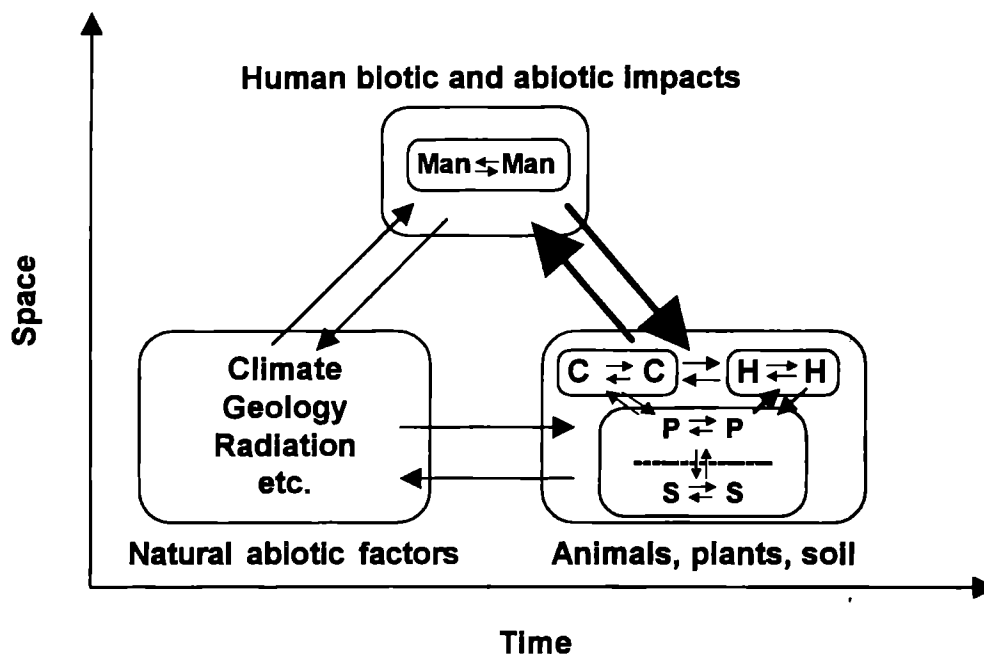 Human biotic and abiotic impacts
Man Man
Space
Climate
Geology
Radiation
etc.
C C H H
P P
S S
Natural abiotic factors
Animals, plants, soil
Time